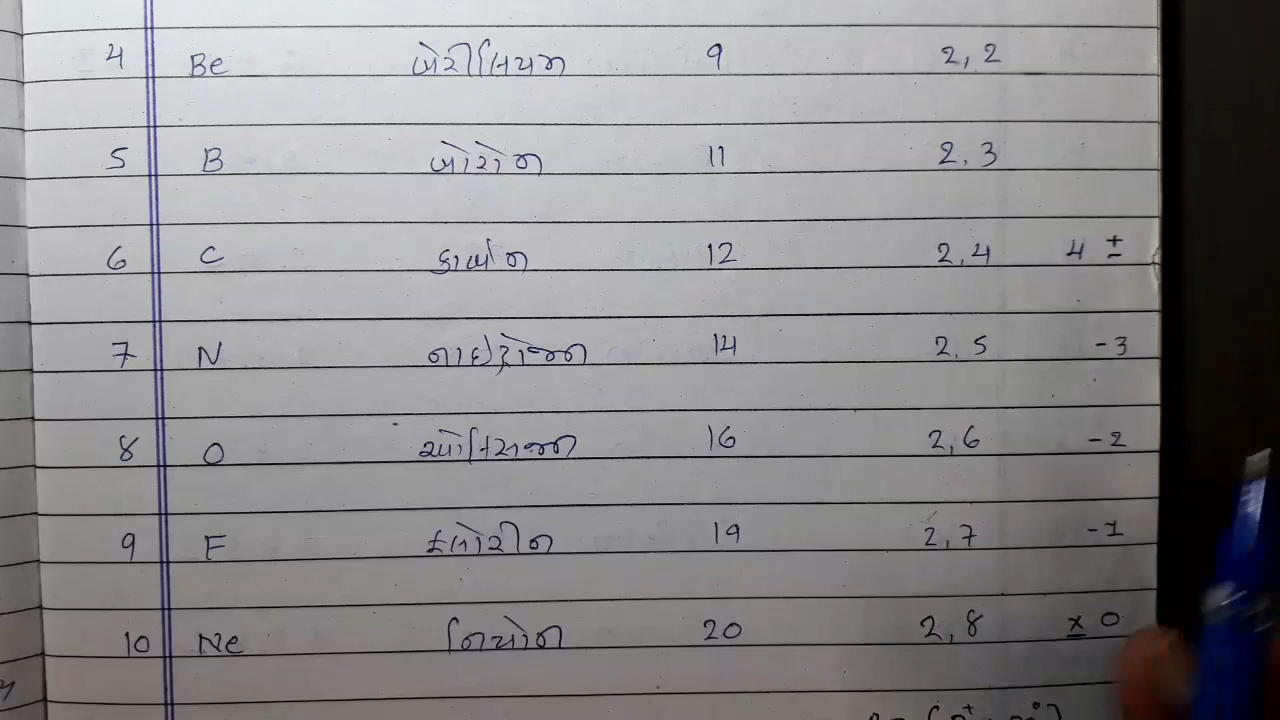 4 Be બેરીલિયમ 9 2,2
5 B બોરોન 11 2,3
6 C કાર્બન 12 2,4 4 ±
7 N નાઇટ્રોજન 14 2,5 -3
8 O ઓક્સિજન 16 2,6 -2
9 F ફ્લોરીન 19 2,7 -1
10 Ne નિયોન 20 2,8 x 0